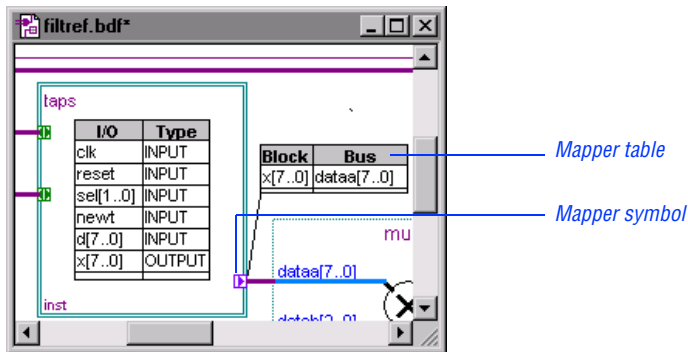 filtref.bdf*
taps
I/O Type
clk INPUT
reset INPUT
sel[1..0] INPUT
newt INPUT
d[7..0] INPUT
x[7..0] OUTPUT
inst
Block Bus
x[7..0] dataa[7..0]
Mapper table
Mapper symbol
mu
dataa[7..0]